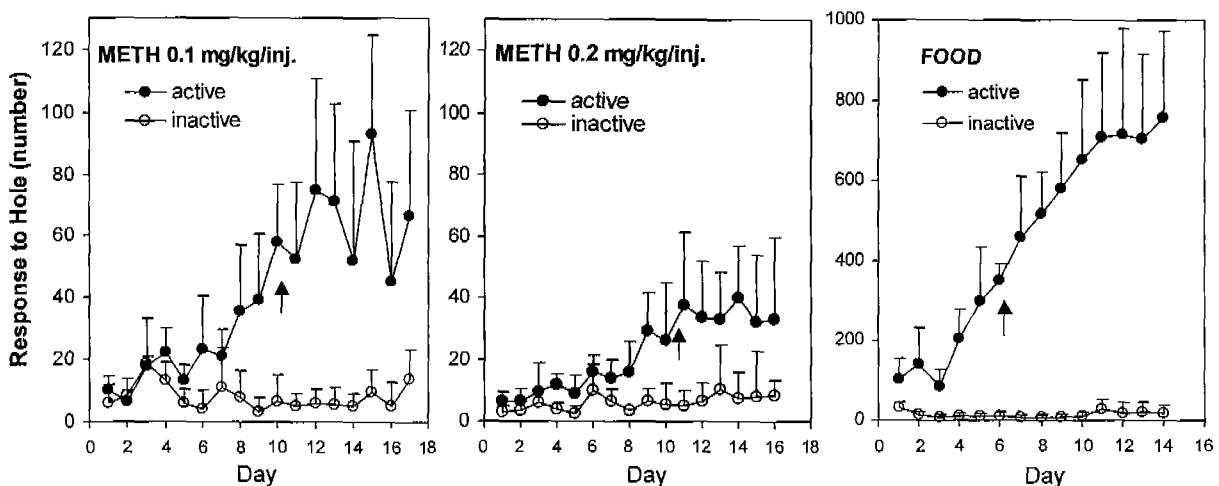 Response to Hole (number)
METH 0.1 mg/kg/inj.
active
inactive
120
100
80
60
40
20
0
0 2 4 6 8 10 12 14 16 18
Day
METH 0.2 mg/kg/inj.
active
inactive
120
100
80
60
40
20
0
0 2 4 6 8 10 12 14 16 18
Day
FOOD
active
inactive
1000
800
600
400
200
0
0 2 4 6 8 10 12 14 16
Day